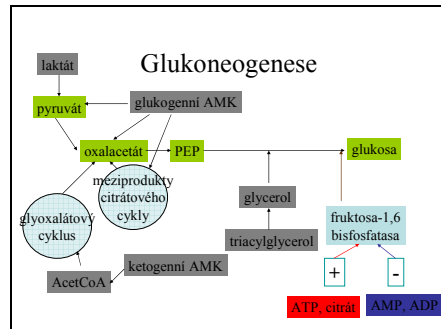 Glukoneogenese
laktát
pyruvát
glukogenní AMK
oxalacetát
PEP
glukosa
meziprodukty
citrátového
cykly
glyoxalátový
cyklus
glycerol
triacylglycerol
fruktosa-1,6
bisfosfatasa
ketogenní AMK
AcetCoA
+
-
ATP, citrát
AMP, ADP